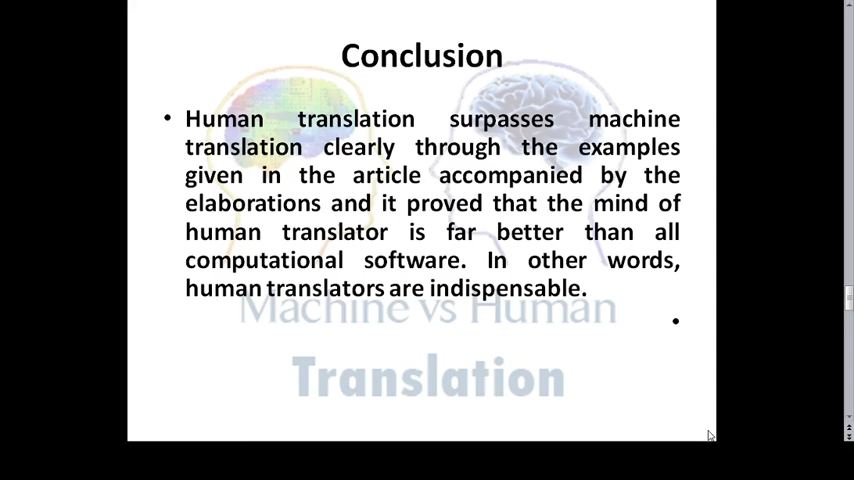 Conclusion
• Human translation surpasses machine
translation clearly through the examples
given in the article accompanied by the
elaborations and it proved that the mind of
human translator is far better than all
computational software. In other words,
human translators are indispensable.
•
Machine vs Human
Translation